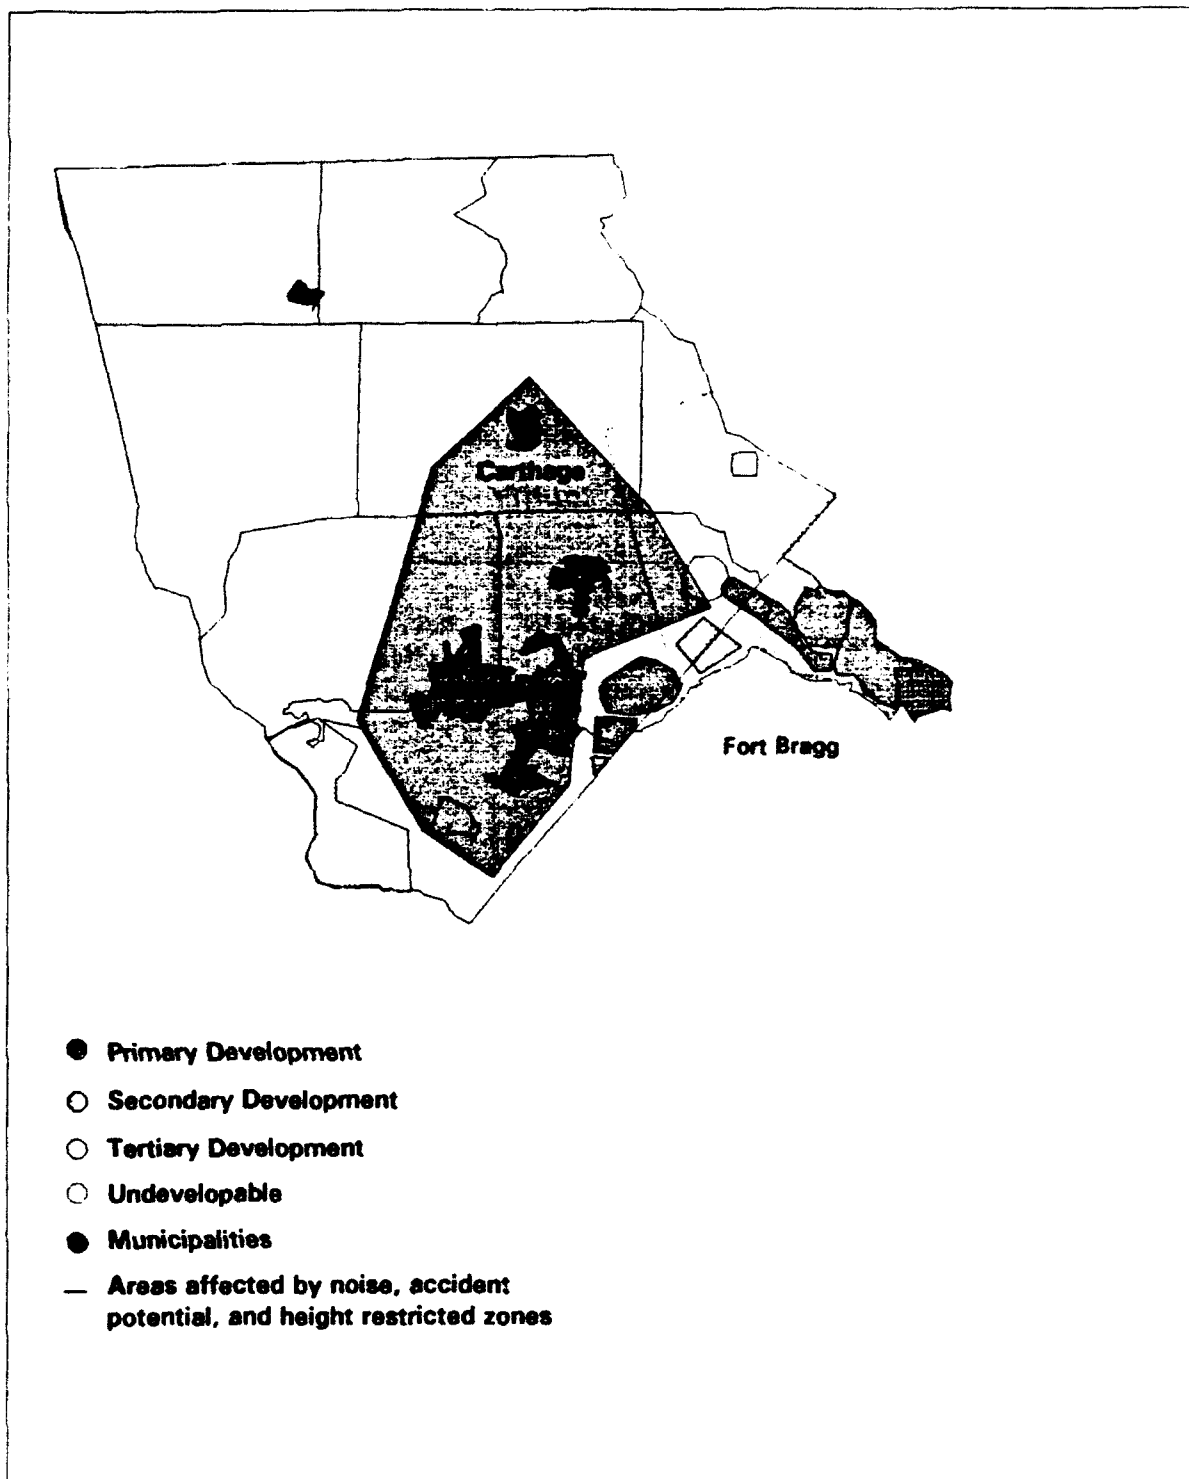 Carthage
Fort Bragg
Primary Development
Secondary Development
Tertiary Development
Undevelopable
Municipalities
Areas affected by noise, accident
potential, and height restricted zones